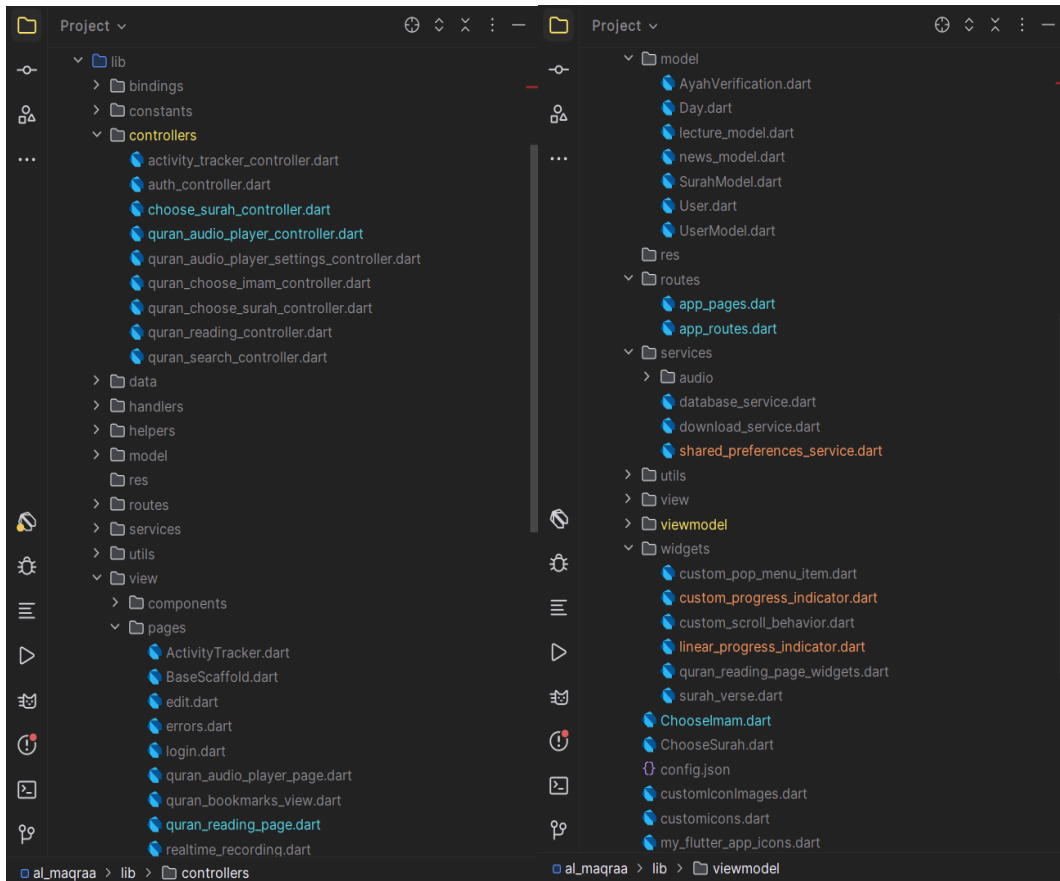 Project
lib
bindings
constants
controllers
activity_tracker_controller.dart
auth_controller.dart
choose_surah_controller.dart
quran_audio_player_controller.dart
quran_audio_player_settings_controller.dart
quran_choose_imam_controller.dart
quran_choose_surah_controller.dart
quran_reading_controller.dart
quran_search_controller.dart
data
handlers
helpers
model
res
routes
services
utils
view
components
pages
ActivityTracker.dart
BaseScaffold.dart
edit.dart
errors.dart
login.dart
quran_audio_player_page.dart
quran_bookmarks_view.dart
quran_reading_page.dart
realtime_recording.dart
al_maqraa > lib > controllers
Project
model
AyahVerification.dart
Day.dart
lecture_model.dart
news_model.dart
SurahModel.dart
User.dart
UserModel.dart
res
routes
app_pages.dart
app_routes.dart
services
audio
database_service.dart
download_service.dart
shared_preferences_service.dart
utils
view
viewmodel
widgets
custom_pop_menu_item.dart
custom_progress_indicator.dart
custom_scroll_behavior.dart
linear_progress_indicator.dart
quran_reading_page_widgets.dart
surah_verse.dart
ChooseImam.dart
ChooseSurah.dart
config.json
customIconImages.dart
customicons.dart
my_flutter_app_icons.dart
al_maqraa > lib > viewmodel